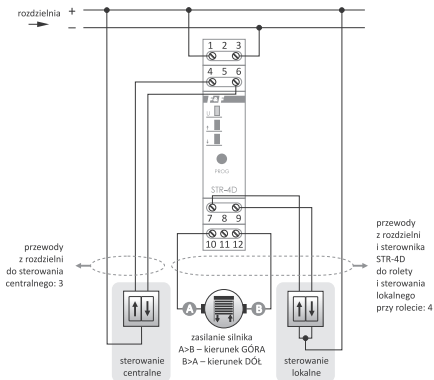 rozdzielnia +
−
1 2 3
4 5 6
F&F
U
PROG
STR-4D
7 8 9
10 11 12
przewody
z rozdzielni
do sterowania
centralnego: 3
przewody
z rozdzielni
i sterownika
STR-4D
do rolety
i sterowania
lokalnego
przy rolecie: 4
A B
zasilanie silnika
A>B – kierunek GÓRA
B>A – kierunek DÓŁ
sterowanie
centralne
sterowanie
lokalne